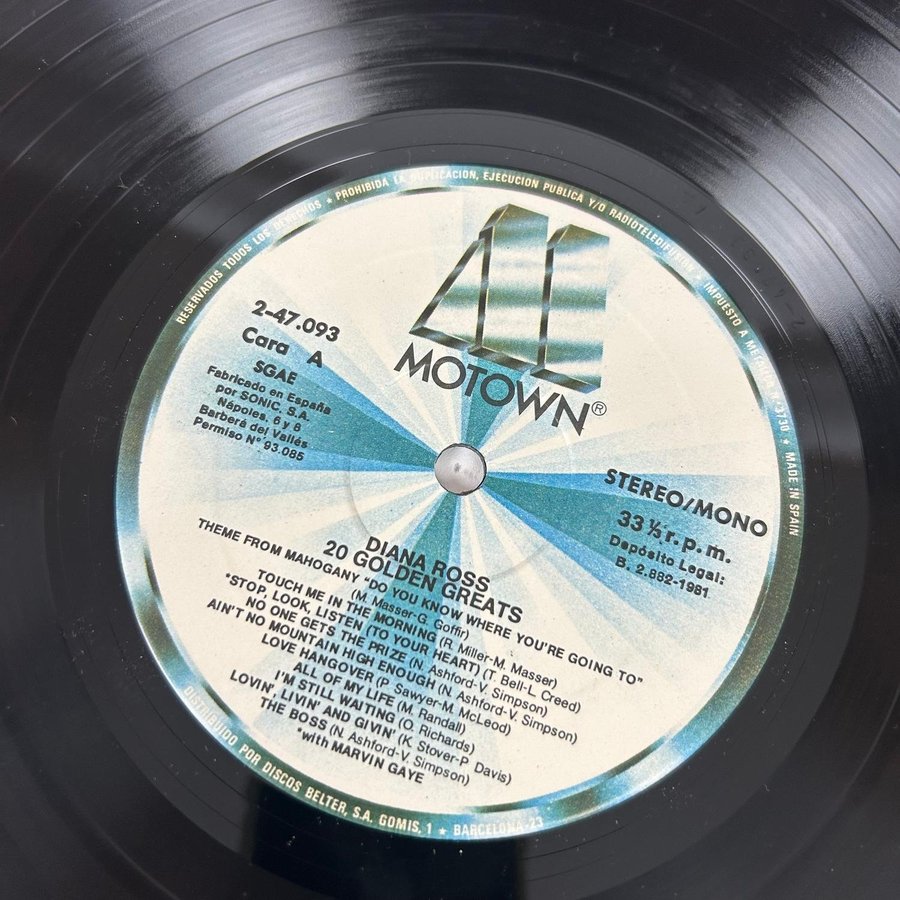 RESERVADOS TODOS LOS DERECHOS ★ PROHIBIDA LA DUPLICACION, EJECUCION PUBLICA Y/O RADIOTELEDIFUSION ★ IMPUESTO A ME 3730 ★ MADE IN SPAIN
MOTOWN®
2-47.093
Cara A
SGAE
Fabricado en España
por SONIC, S.A.
Nápoles, 6 y 8
Barberá del Vallés
Permiso N° 93.085
STEREO/MONO
33 ⅓ r.p.m.
Depósito Legal:
B. 2.882-1981
DIANA ROSS
20 GOLDEN GREATS
THEME FROM MAHOGANY "DO YOU KNOW WHERE YOU'RE GOING TO"
(M. Masser-G. Goffir)
TOUCH ME IN THE MORNING (R. Miller-M. Masser)
*STOP, LOOK, LISTEN (TO YOUR HEART) (T. Bell-L. Creed)
NO ONE GETS THE PRIZE (N. Ashford-V. Simpson)
AIN'T NO MOUNTAIN HIGH ENOUGH (N. Ashford-V. Simpson)
LOVE HANGOVER (P. Sawyer-M. McLeod)
ALL OF MY LIFE (M. Randall)
I'M STILL WAITING (O. Richards)
LOVIN', LIVIN' AND GIVIN' (K. Stover-P. Davis)
THE BOSS (N. Ashford-V. Simpson)
*with MARVIN GAYE
DISTRIBUIDO POR DISCOS BELTER, S.A. GOMIS, 1 ★ BARCELONA-23